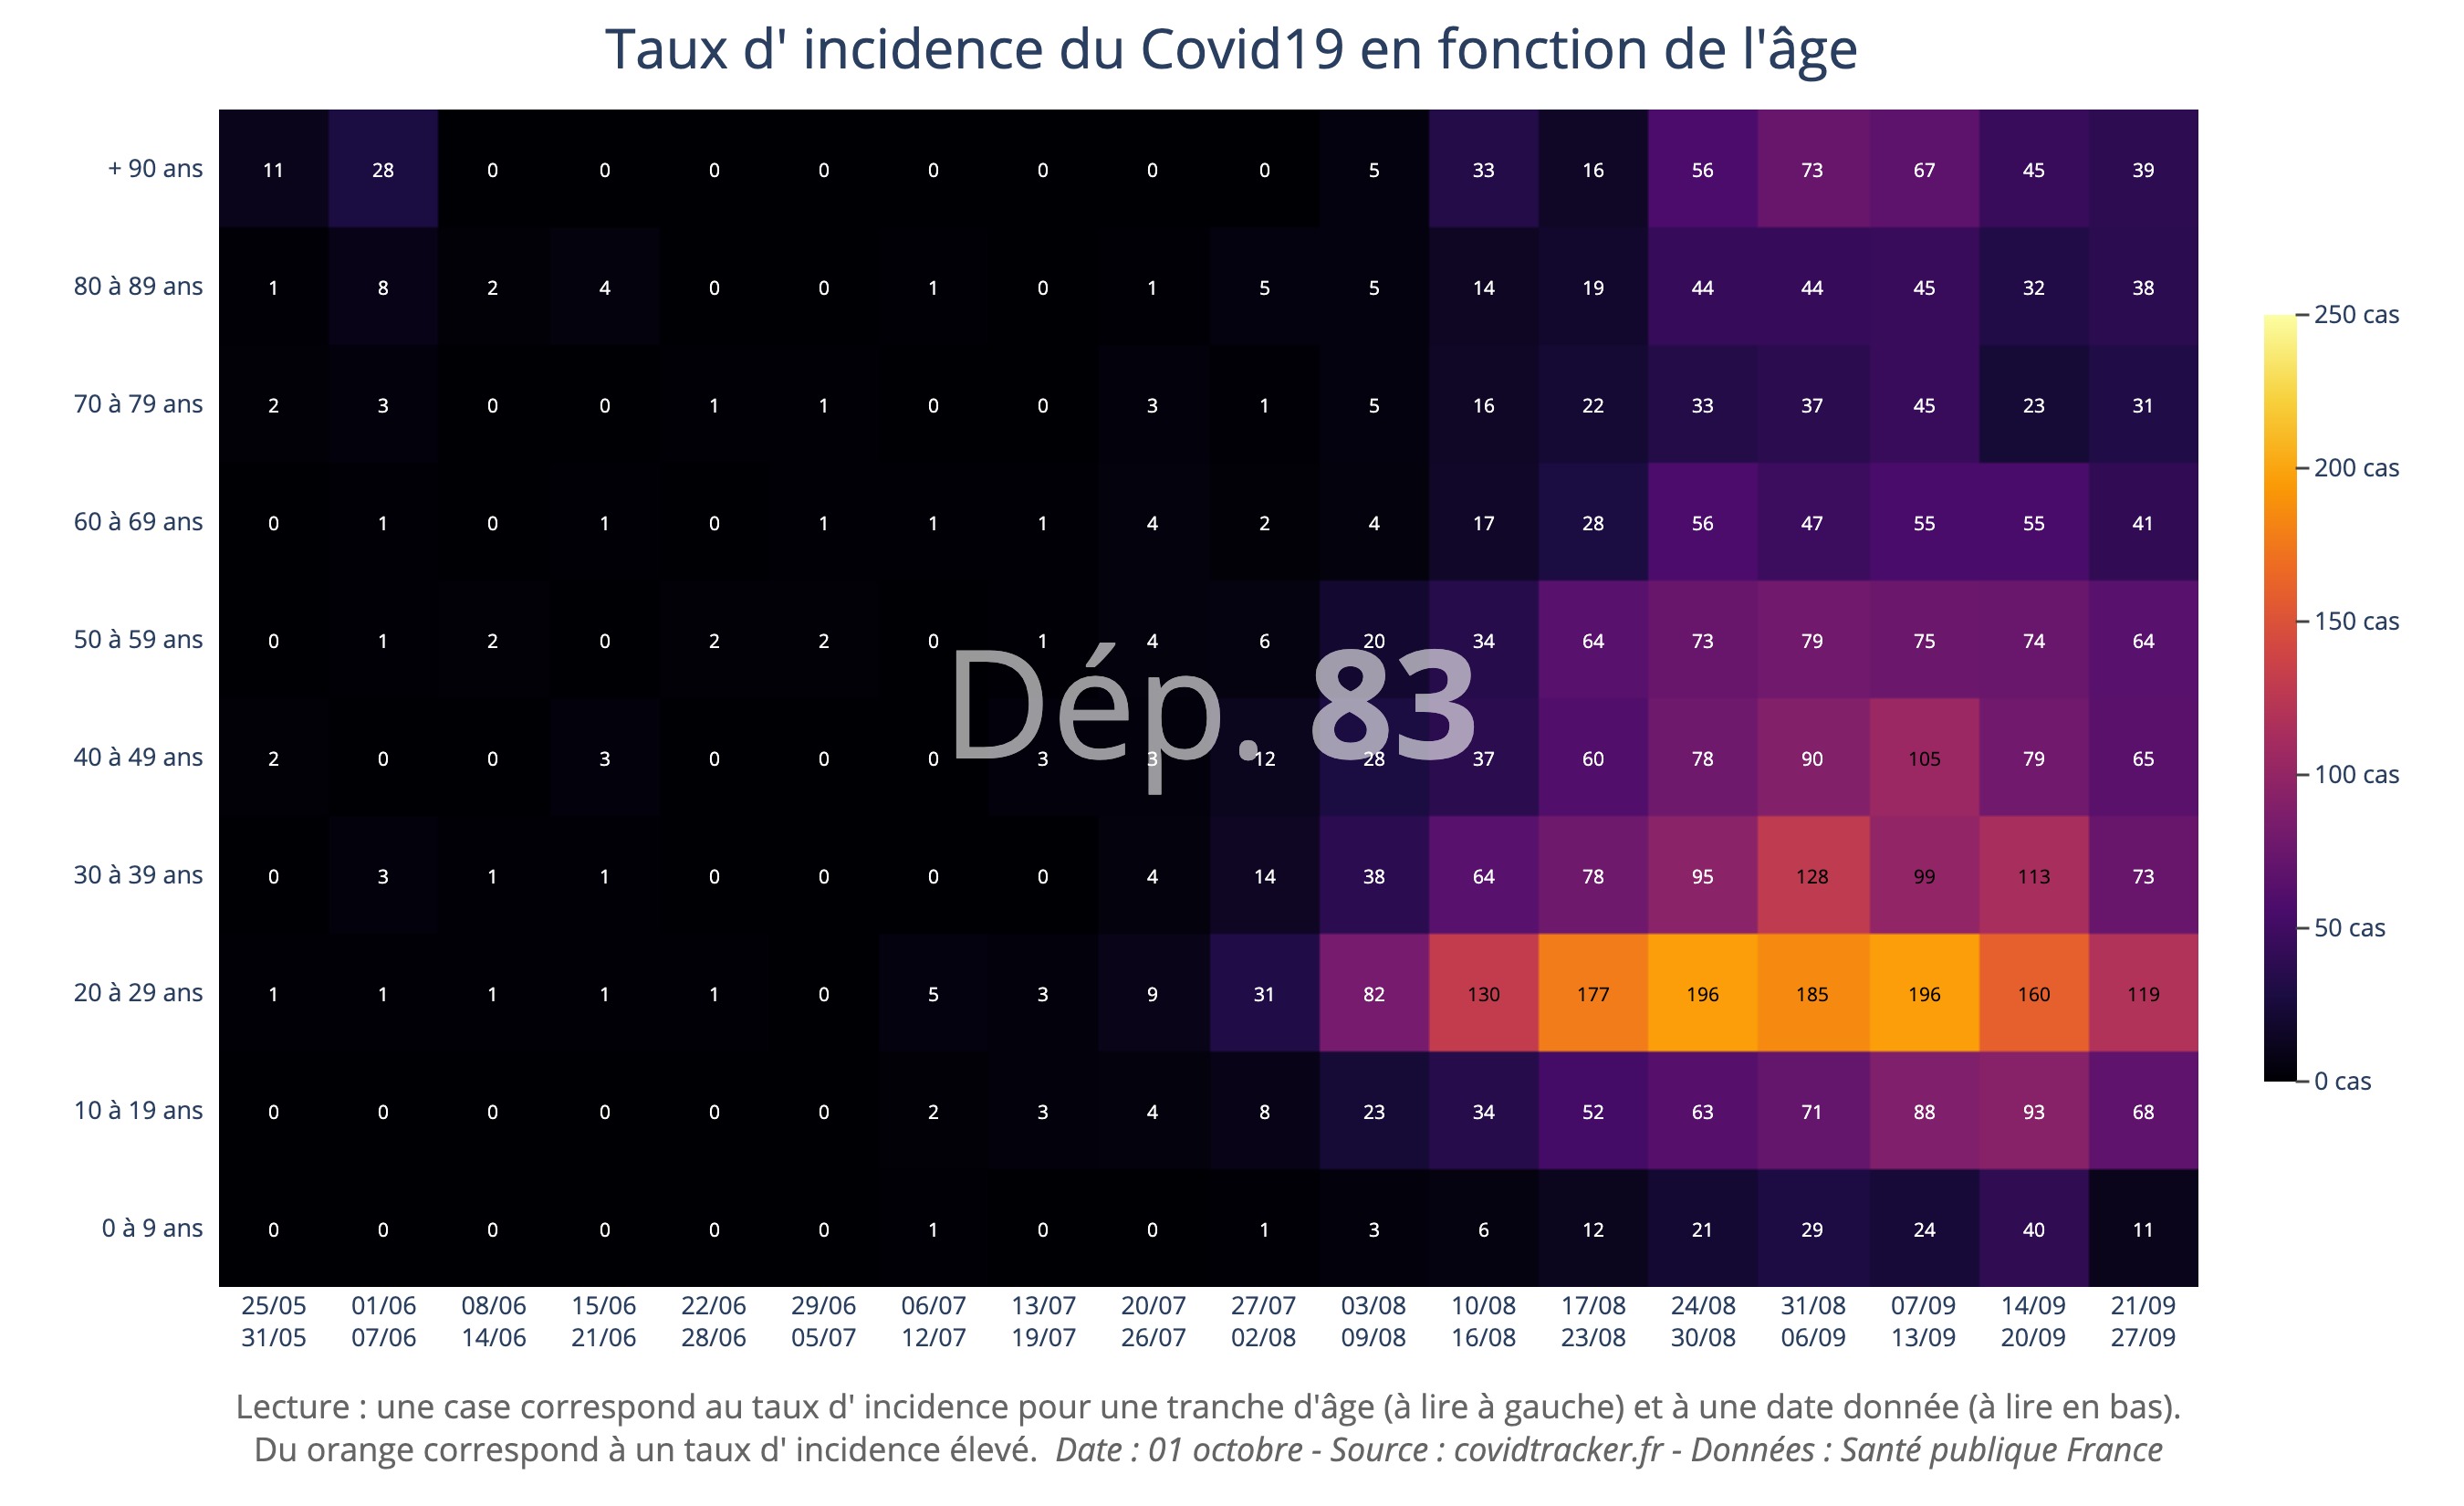 Taux d' incidence du Covid19 en fonction de l'âge
+ 90 ans 11 28 0 0 0 0 0 0 0 0 5 33 16 56 73 67 45 39
80 à 89 ans 1 8 2 4 0 0 1 0 1 5 5 14 19 44 44 45 32 38
70 à 79 ans 2 3 0 0 1 1 0 0 3 1 5 16 22 33 37 45 23 31
60 à 69 ans 0 1 0 1 0 1 1 1 4 2 4 17 28 56 47 55 55 41
50 à 59 ans 0 1 2 0 2 2 0 1 4 6 20 34 64 73 79 75 74 64
Dép. 83
40 à 49 ans 2 0 0 3 0 0 0 3 3 12 28 37 60 78 90 105 79 65
30 à 39 ans 0 3 1 1 0 0 0 0 4 14 38 64 78 95 128 99 113 73
20 à 29 ans 1 1 1 1 1 0 5 3 9 31 82 130 177 196 185 196 160 119
10 à 19 ans 0 0 0 0 0 0 2 3 4 8 23 34 52 63 71 88 93 68
0 à 9 ans 0 0 0 0 0 0 1 0 0 1 3 6 12 21 29 24 40 11
25/05 01/06 08/06 15/06 22/06 29/06 06/07 13/07 20/07 27/07 03/08 10/08 17/08 24/08 31/08 07/09 14/09 21/09
31/05 07/06 14/06 21/06 28/06 05/07 12/07 19/07 26/07 02/08 09/08 16/08 23/08 30/08 06/09 13/09 20/09 27/09
250 cas
200 cas
150 cas
100 cas
50 cas
0 cas
Lecture : une case correspond au taux d' incidence pour une tranche d'âge (à lire à gauche) et à une date donnée (à lire en bas).
Du orange correspond à un taux d' incidence élevé. Date : 01 octobre - Source : covidtracker.fr - Données : Santé publique France